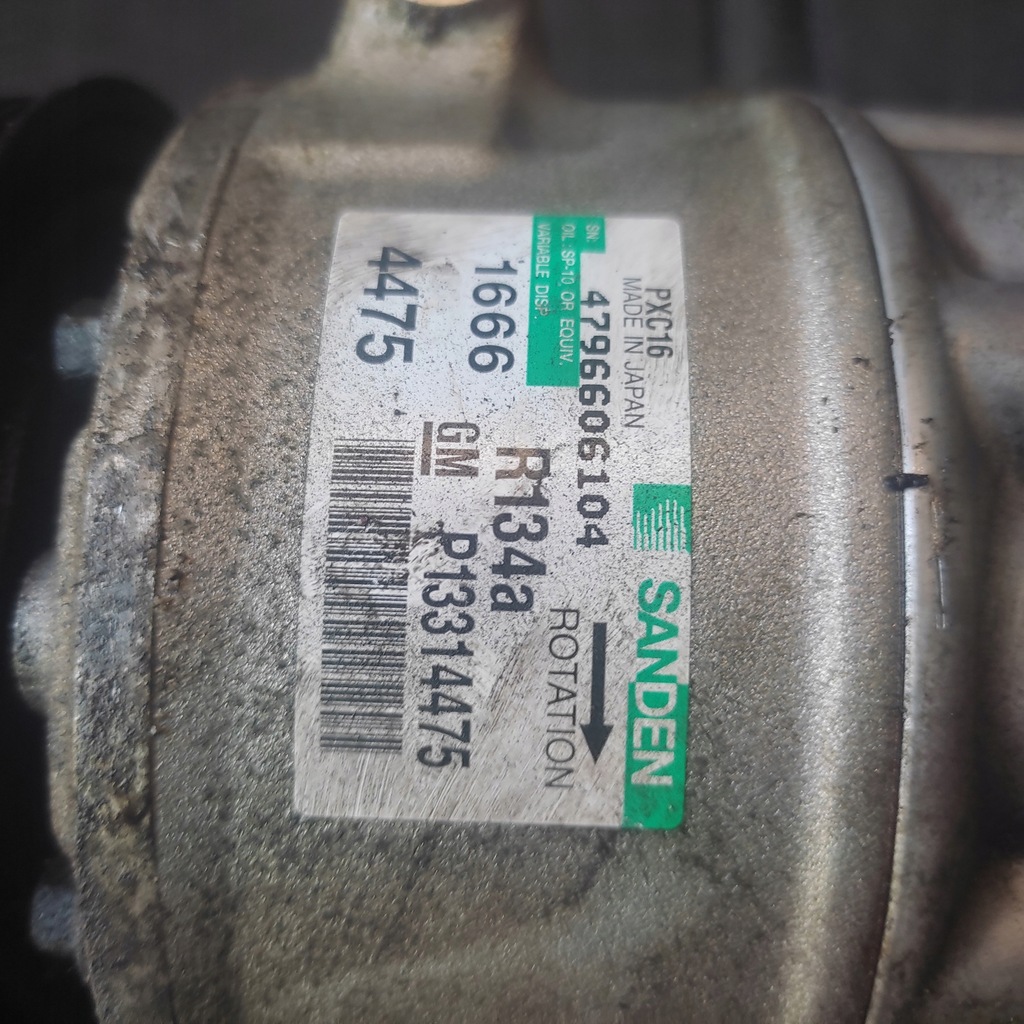 PXC16
MADE IN JAPAN
SANDEN
SN:
4796606104
OIL : SP-10 OR EQUIV.
VARIABLE DISP.
ROTATION
1666
R134a
4475
GM
P13314475